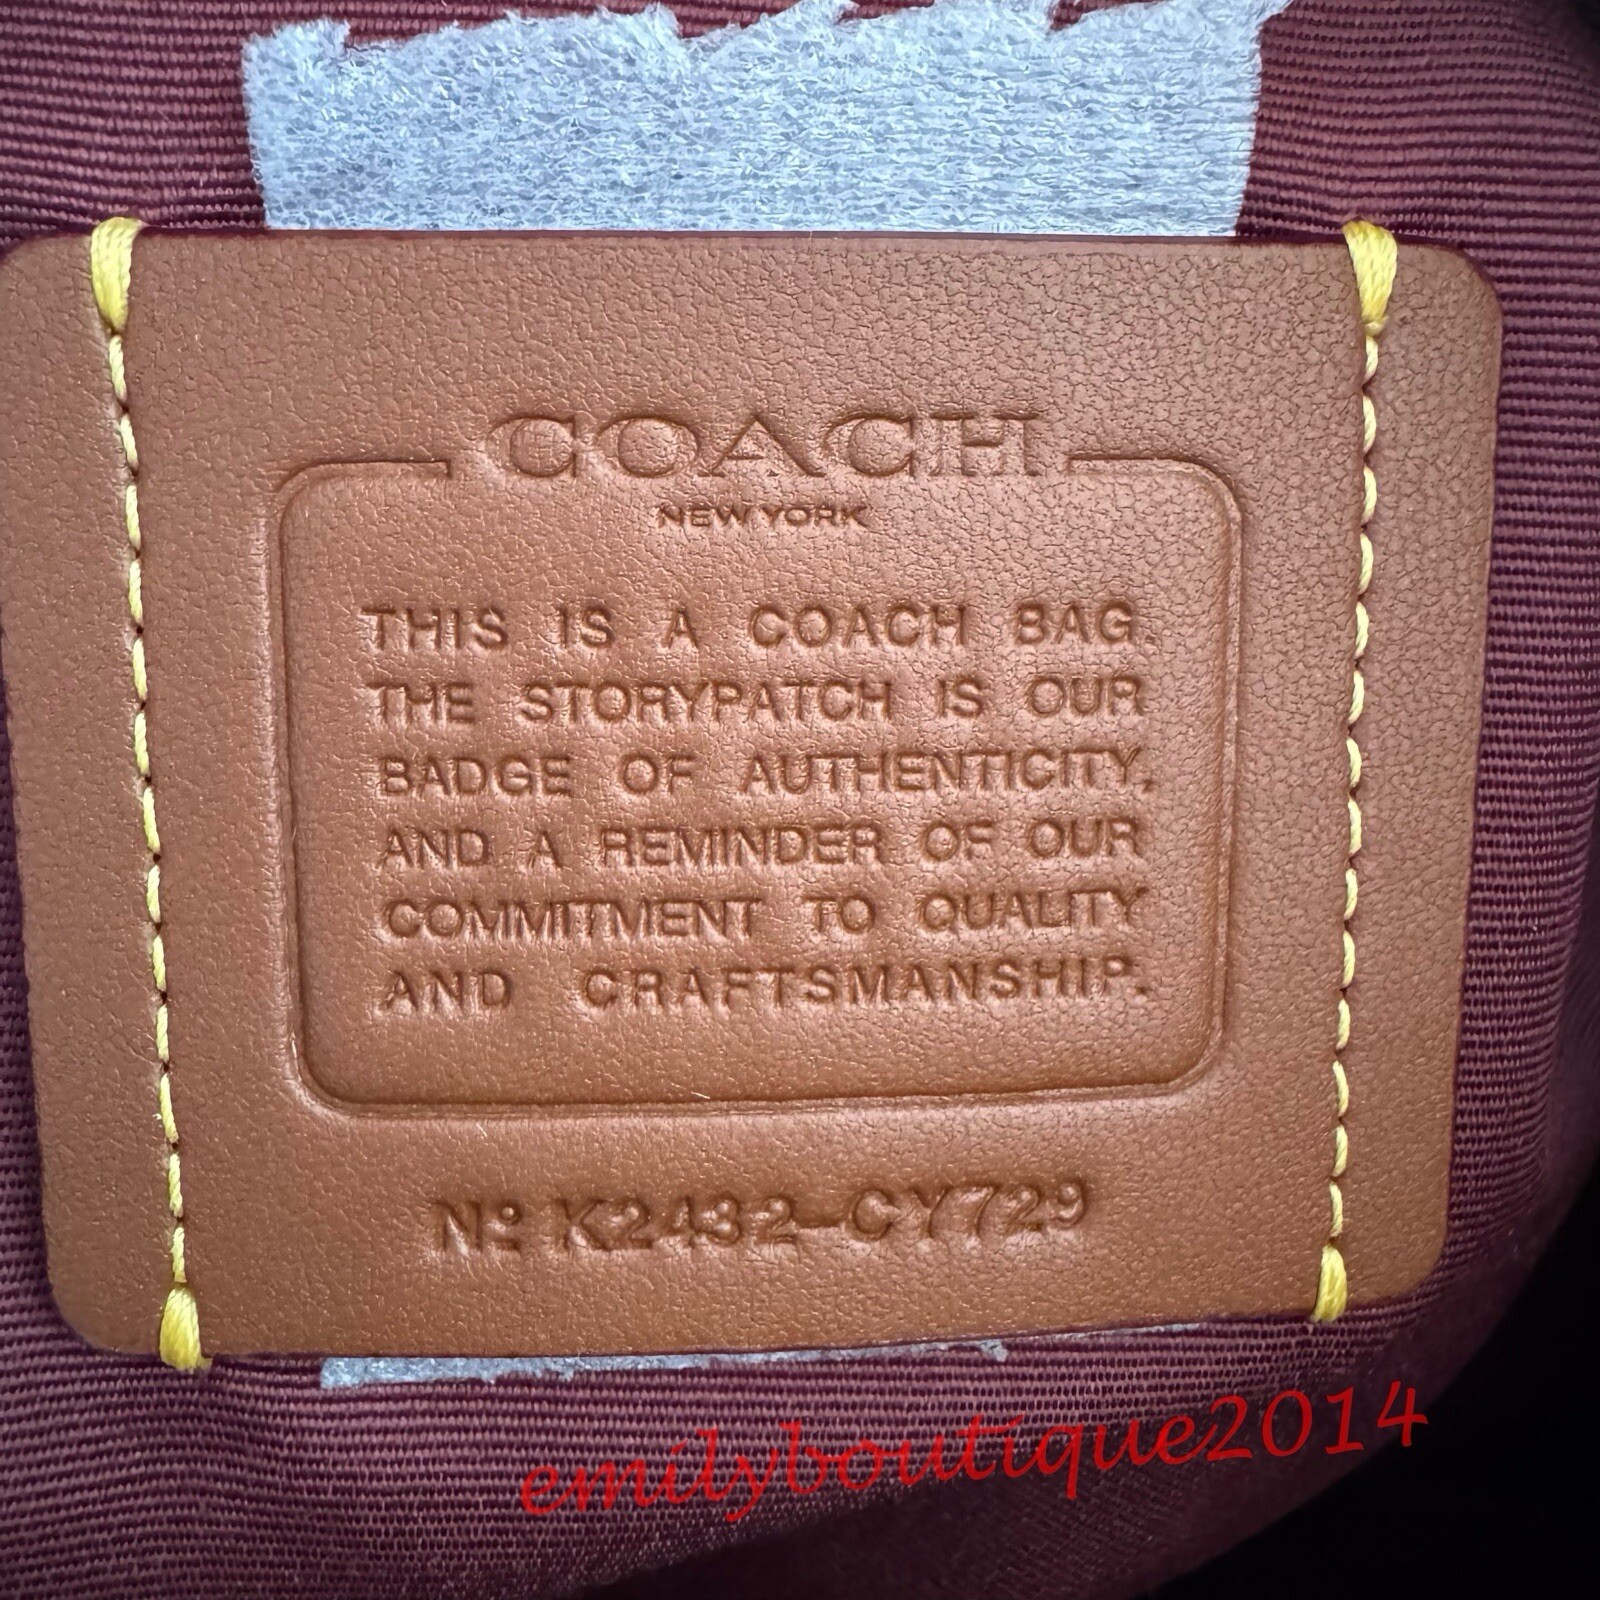 COACH
NEW YORK
THIS IS A COACH BAG.
THE STORYPATCH IS OUR
BADGE OF AUTHENTICITY,
AND A REMINDER OF OUR
COMMITMENT TO QUALITY
AND CRAFTSMANSHIP.
Nº K2432-CY729
emilyboutique2014